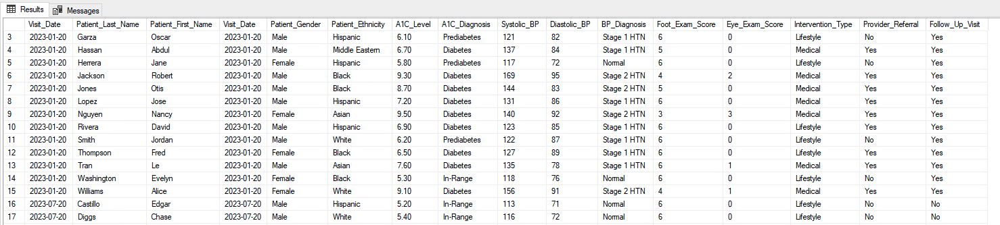 Results Messages
Visit_Date Patient_Last_Name Patient_First_Name Visit_Date Patient_Gender Patient_Ethnicity A1C_Level A1C_Diagnosis Systolic_BP Diastolic_BP BP_Diagnosis Foot_Exam_Score Eye_Exam_Score Intervention_Type Provider_Referral Follow_Up_Visit
3 2023-01-20 Garza Oscar 2023-01-20 Male Hispanic 6.10 Prediabetes 121 82 Stage 1 HTN 6 0 Lifestyle No Yes
4 2023-01-20 Hassan Abdul 2023-01-20 Male Middle Eastern 6.70 Diabetes 137 84 Stage 1 HTN 5 0 Medical Yes Yes
5 2023-01-20 Herrera Jane 2023-01-20 Female Hispanic 5.80 Prediabetes 117 72 Normal 6 0 Lifestyle No Yes
6 2023-01-20 Jackson Robert 2023-01-20 Male Black 9.30 Diabetes 169 95 Stage 2 HTN 4 2 Medical Yes Yes
7 2023-01-20 Jones Otis 2023-01-20 Male Black 8.70 Diabetes 144 83 Stage 1 HTN 5 0 Medical Yes Yes
8 2023-01-20 Lopez Jose 2023-01-20 Male Hispanic 7.20 Diabetes 131 86 Stage 1 HTN 6 0 Medical Yes Yes
9 2023-01-20 Nguyen Nancy 2023-01-20 Female Asian 9.50 Diabetes 140 92 Stage 2 HTN 3 3 Medical Yes Yes
10 2023-01-20 Rivera David 2023-01-20 Male Hispanic 6.90 Diabetes 123 85 Stage 1 HTN 6 0 Lifestyle Yes Yes
11 2023-01-20 Smith Jordan 2023-01-20 Male White 6.20 Prediabetes 122 87 Stage 1 HTN 6 0 Lifestyle No Yes
12 2023-01-20 Thompson Fred 2023-01-20 Female Black 6.50 Diabetes 127 89 Stage 1 HTN 6 0 Lifestyle Yes Yes
13 2023-01-20 Tran Le 2023-01-20 Male Asian 7.60 Diabetes 135 78 Stage 1 HTN 6 1 Medical Yes Yes
14 2023-01-20 Washington Evelyn 2023-01-20 Female Black 5.30 In-Range 118 76 Normal 6 0 Lifestyle No Yes
15 2023-01-20 Williams Alice 2023-01-20 Female White 9.10 Diabetes 156 91 Stage 2 HTN 4 1 Medical Yes Yes
16 2023-07-20 Castillo Edgar 2023-07-20 Male Hispanic 5.20 In-Range 113 71 Normal 6 0 Lifestyle No No
17 2023-07-20 Diggs Chase 2023-07-20 Male White 5.40 In-Range 116 72 Normal 6 0 Lifestyle No No